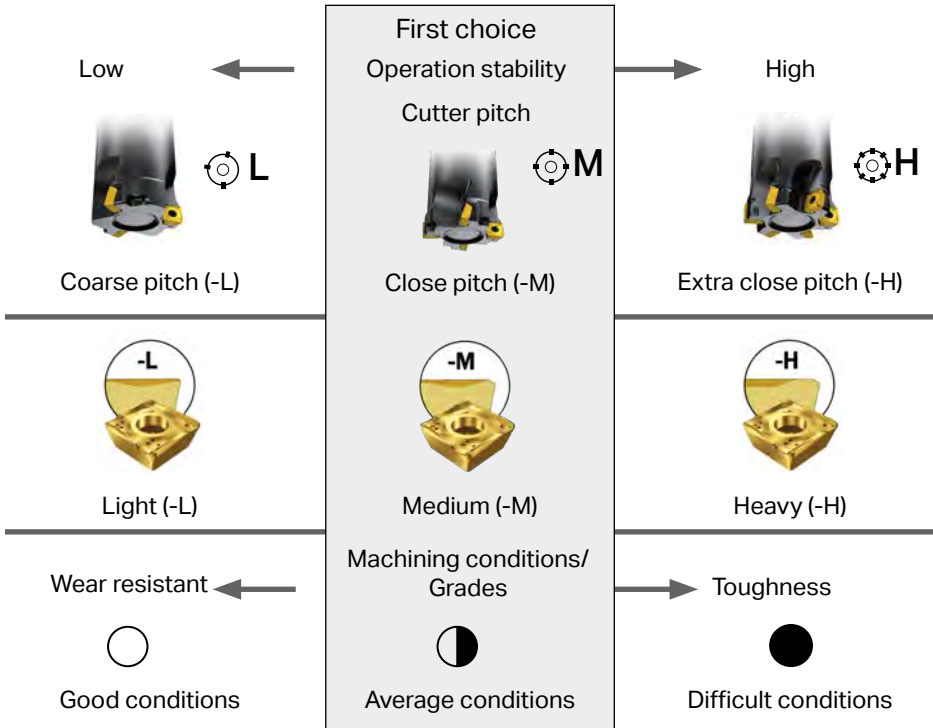 First choice
Low
Operation stability
High
Cutter pitch
L
M
H
Coarse pitch (-L)
Close pitch (-M)
Extra close pitch (-H)
-L
-M
-H
Light (-L)
Medium (-M)
Heavy (-H)
Wear resistant
Machining conditions/
Grades
Toughness
Good conditions
Average conditions
Difficult conditions